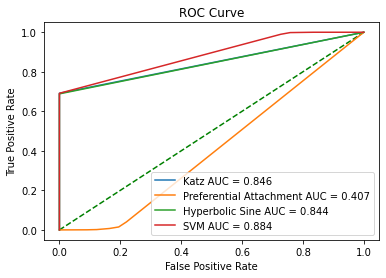 ROC Curve
True Positive Rate
1.0
0.8
0.6
0.4
0.2
0.0
Katz AUC = 0.846
Preferential Attachment AUC = 0.407
Hyperbolic Sine AUC = 0.844
SVM AUC = 0.884
0.0 0.2 0.4 0.6 0.8 1.0
False Positive Rate